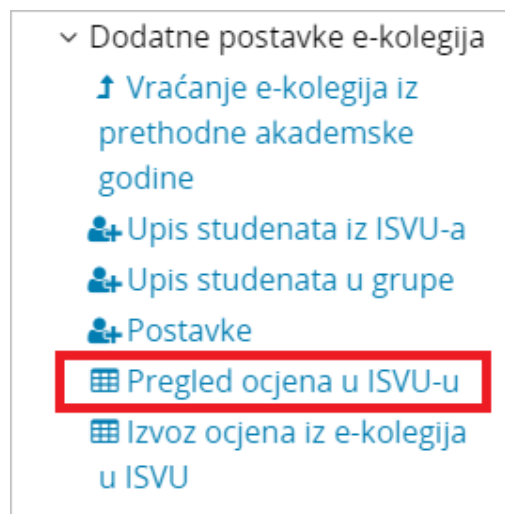 Dodatne postavke e-kolegija
Vraćanje e-kolegija iz
prethodne akademske
godine
Upis studenata iz ISVU-a
Upis studenata u grupe
Postavke
Pregled ocjena u ISVU-u
Izvoz ocjena iz e-kolegija
u ISVU